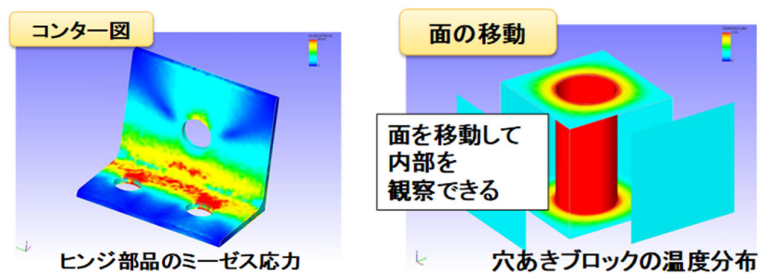 コンター図
ヒンジ部品のミーゼス応力
面の移動
面を移動して
内部を
観察できる
穴あきブロックの温度分布